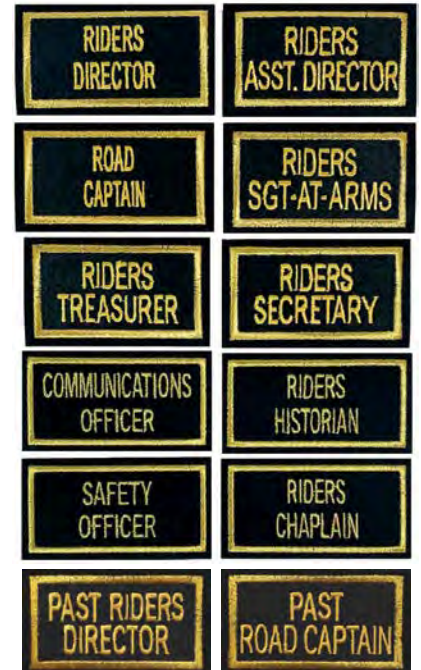 RIDERS
DIRECTOR
RIDERS
ASST. DIRECTOR
ROAD
CAPTAIN
RIDERS
SGT-AT-ARMS
RIDERS
TREASURER
RIDERS
SECRETARY
COMMUNICATIONS
OFFICER
RIDERS
HISTORIAN
SAFETY
OFFICER
RIDERS
CHAPLAIN
PAST RIDERS
DIRECTOR
PAST
ROAD CAPTAIN